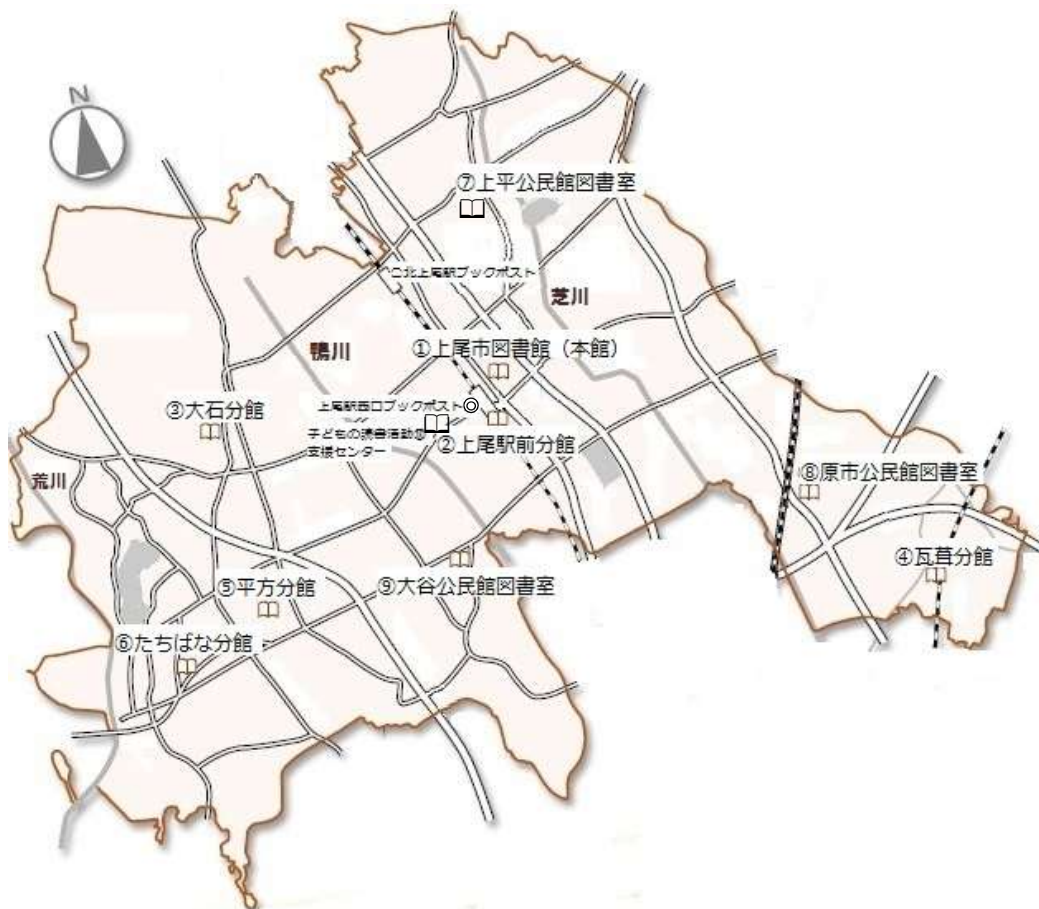 N
⑦上平公民館図書室
□北上尾駅ブックポスト
芝川
鴨川
①上尾市図書館（本館）
③大石分館
上尾駅西口ブックポスト◎
子どもの読書活動⑩
支援センター
②上尾駅前分館
荒川
⑧原市公民館図書室
④瓦葺分館
⑤平方分館
⑨大谷公民館図書室
⑥たちばな分館